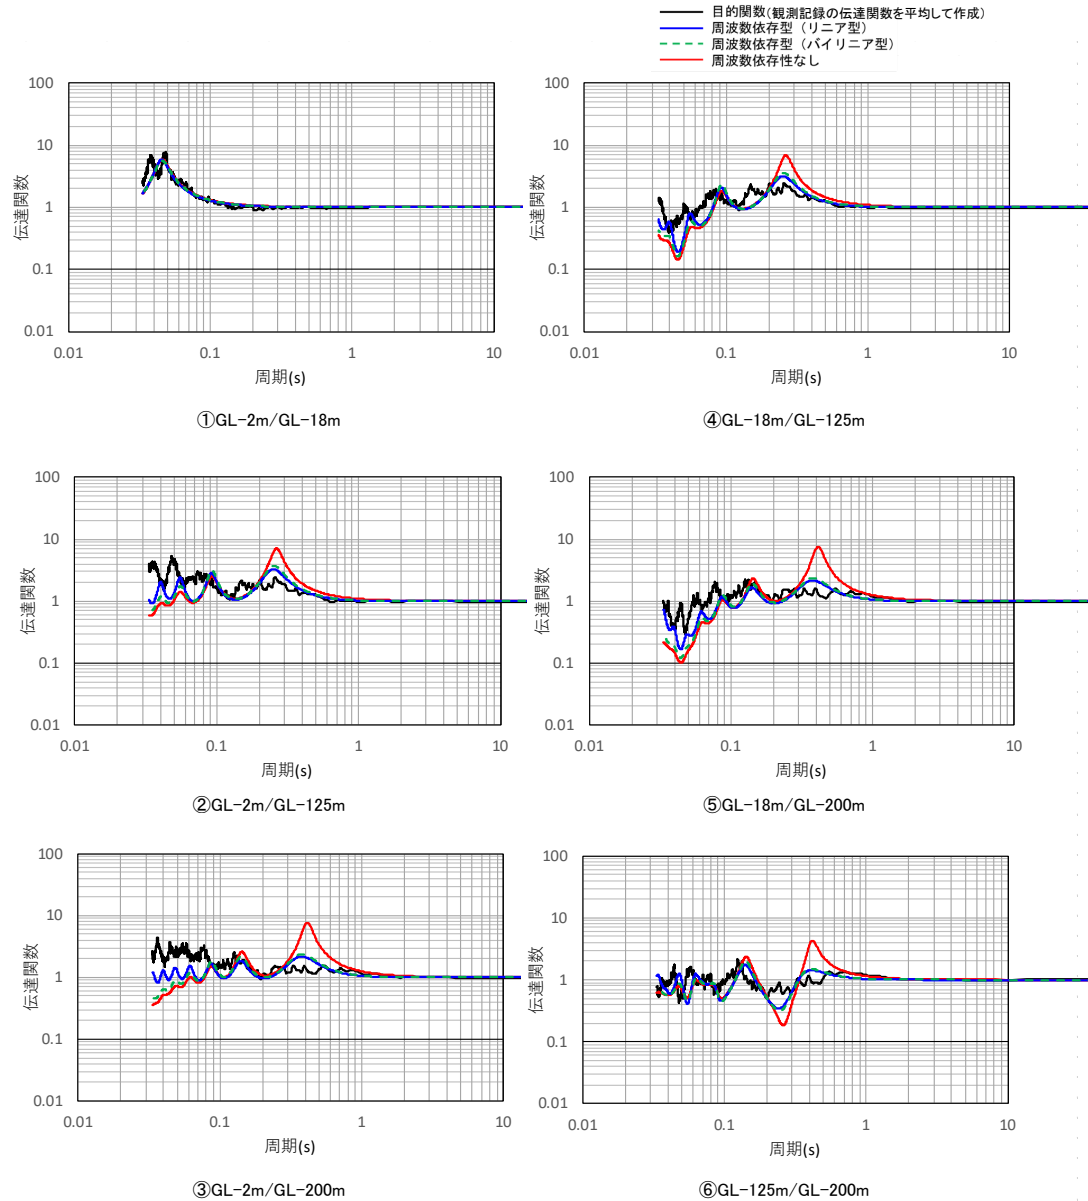 目的関数(観測記録の伝達関数を平均して作成)
周波数依存型（リニア型）
周波数依存型（バイリニア型）
周波数依存性なし
100
10
1
0.1
0.01
伝達関数
0.01
0.1
1
10
周期(s)
①GL-2m/GL-18m
100
10
1
0.1
0.01
伝達関数
0.01
0.1
1
10
周期(s)
④GL-18m/GL-125m
100
10
1
0.1
0.01
伝達関数
0.01
0.1
1
10
周期(s)
②GL-2m/GL-125m
100
10
1
0.1
0.01
伝達関数
0.01
0.1
1
10
周期(s)
⑤GL-18m/GL-200m
100
10
1
0.1
0.01
伝達関数
0.01
0.1
1
10
周期(s)
③GL-2m/GL-200m
100
10
1
0.1
0.01
伝達関数
0.01
0.1
1
10
周期(s)
⑥GL-125m/GL-200m